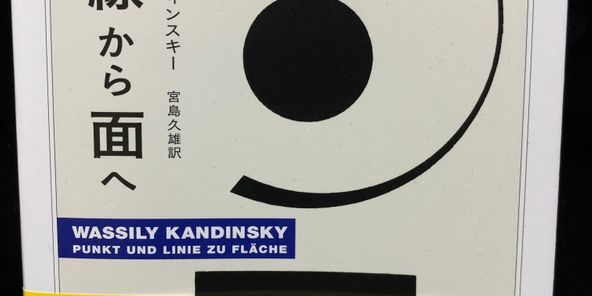 線から面へ
ィンスキー 宮島久雄訳
WASSILY KANDINSKY
PUNKT UND LINIE ZU FLÄCHE